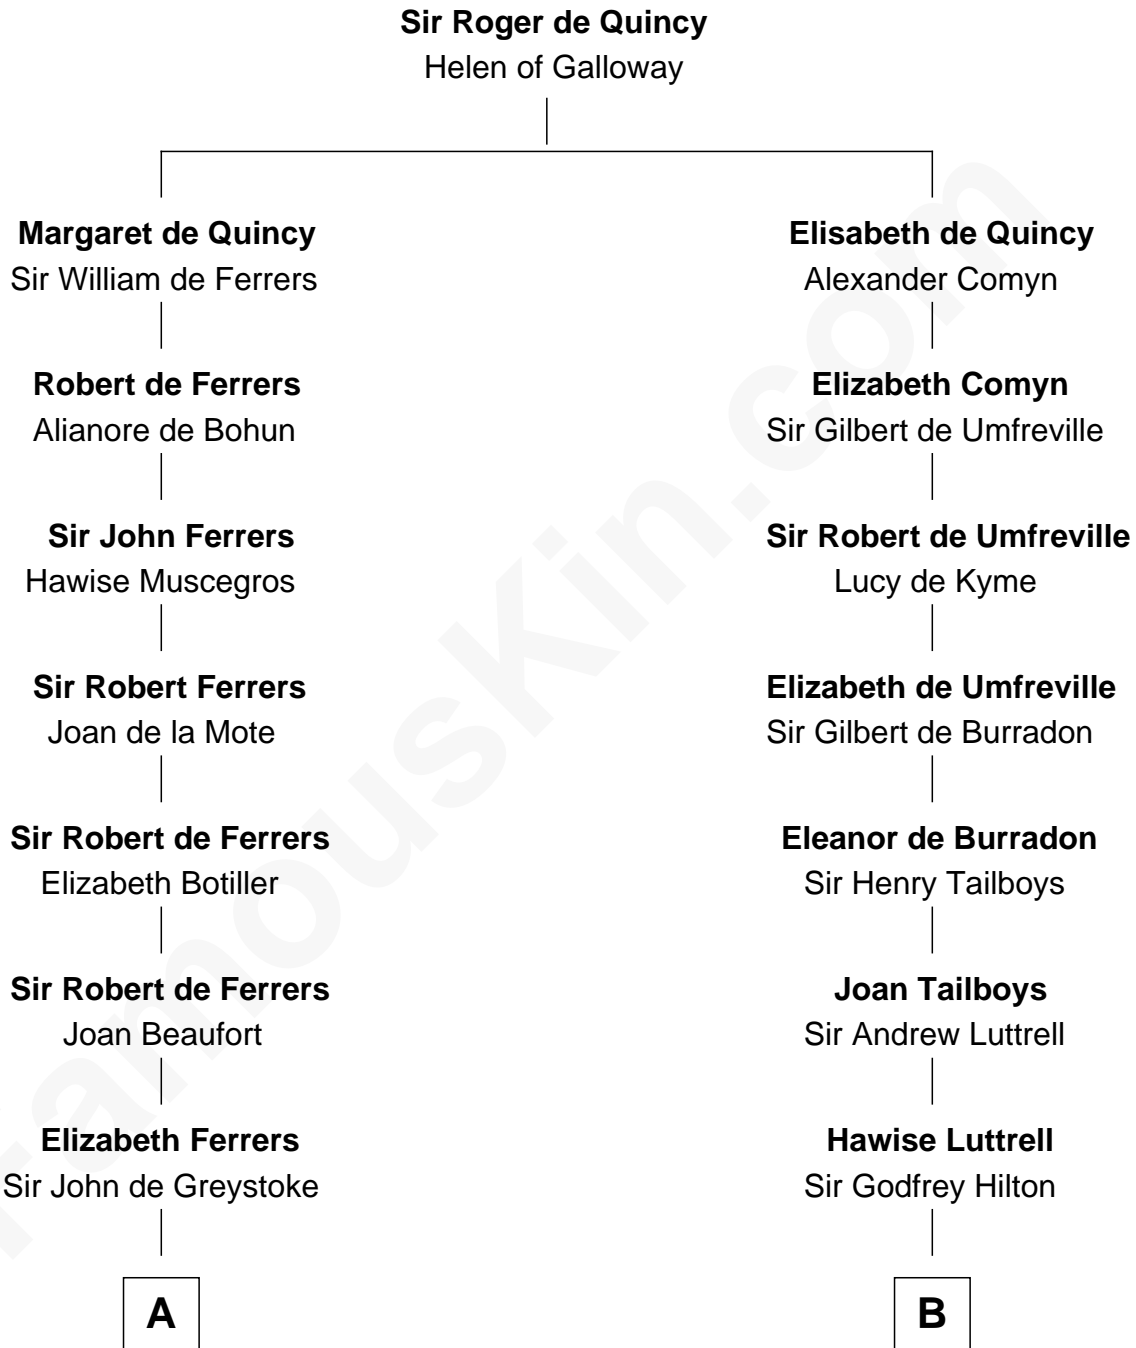 Sir Roger de Quincy
Helen of Galloway
Margaret de Quincy
Sir William de Ferrers
Elisabeth de Quincy
Alexander Comyn
Robert de Ferrers
Alianore de Bohun
Elizabeth Comyn
Sir Gilbert de Umfreville
Sir John Ferrers
Hawise Muscegros
Sir Robert de Umfreville
Lucy de Kyme
Sir Robert Ferrers
Joan de la Mote
Elizabeth de Umfreville
Sir Gilbert de Burradon
Sir Robert de Ferrers
Elizabeth Botiller
Eleanor de Burradon
Sir Henry Tailboys
Sir Robert de Ferrers
Joan Beaufort
Joan Tailboys
Sir Andrew Luttrell
Elizabeth Ferrers
Sir John de Greystoke
Hawise Luttrell
Sir Godfrey Hilton
A
B
FamousKin.com